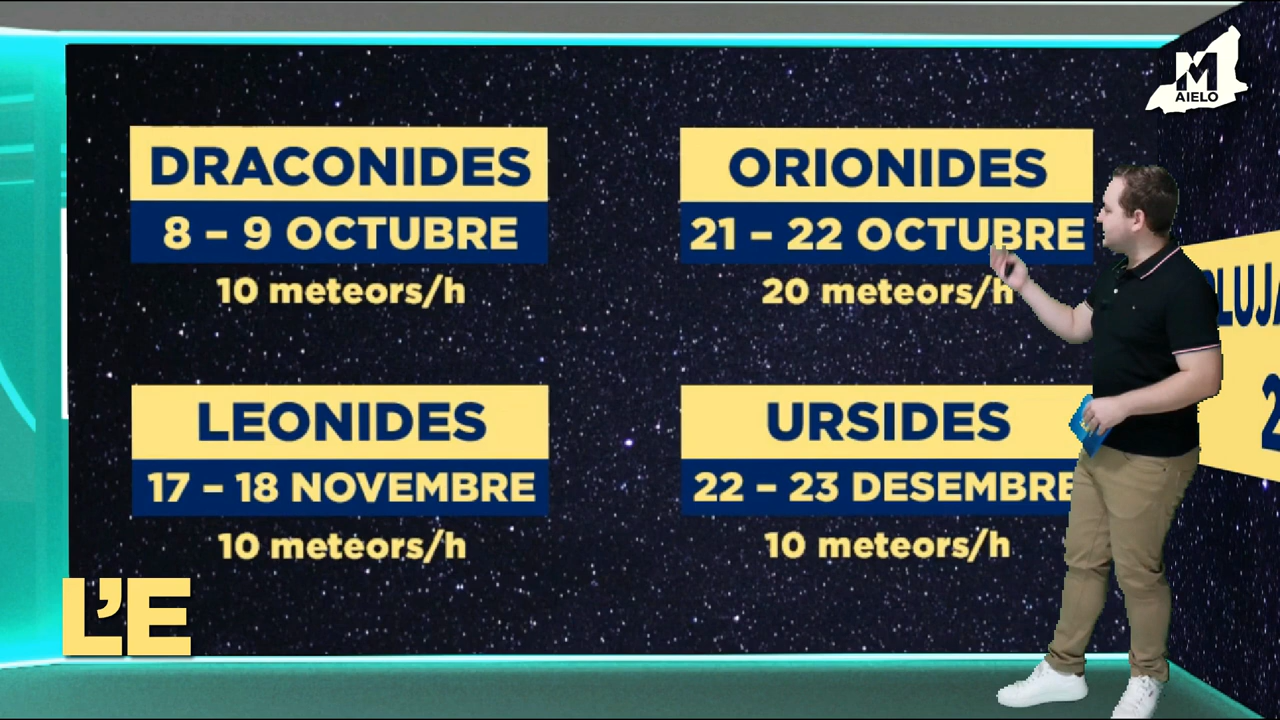 M
AIELO
DRACONIDES
8 – 9 OCTUBRE
10 meteors/h
ORIONIDES
21 – 22 OCTUBRE
20 meteors/h
LEONIDES
17 – 18 NOVEMBRE
10 meteors/h
URSIDES
22 – 23 DESEMBRE
10 meteors/h
L'E